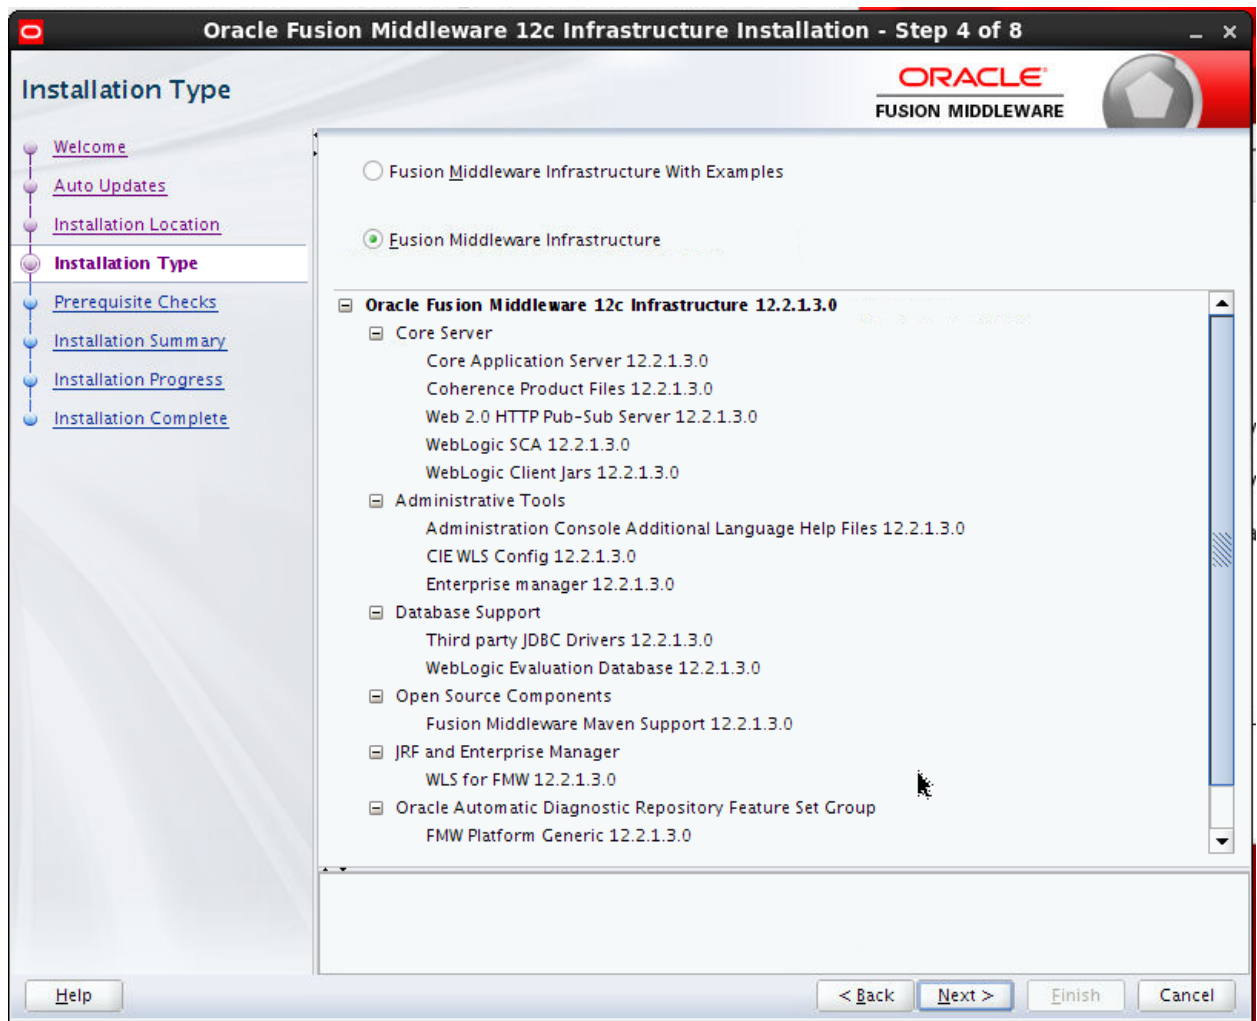 Oracle Fusion Middleware 12c Infrastructure Installation - Step 4 of 8
Installation Type
ORACLE
FUSION MIDDLEWARE
Welcome
Auto Updates
Installation Location
Installation Type
Prerequisite Checks
Installation Summary
Installation Progress
Installation Complete
Fusion Middleware Infrastructure With Examples
Fusion Middleware Infrastructure
Oracle Fusion Middleware 12c Infrastructure 12.2.1.3.0
Core Server
Core Application Server 12.2.1.3.0
Coherence Product Files 12.2.1.3.0
Web 2.0 HTTP Pub-Sub Server 12.2.1.3.0
WebLogic SCA 12.2.1.3.0
WebLogic Client Jars 12.2.1.3.0
Administrative Tools
Administration Console Additional Language Help Files 12.2.1.3.0
CIE WLS Config 12.2.1.3.0
Enterprise manager 12.2.1.3.0
Database Support
Third party JDBC Drivers 12.2.1.3.0
WebLogic Evaluation Database 12.2.1.3.0
Open Source Components
Fusion Middleware Maven Support 12.2.1.3.0
JRF and Enterprise Manager
WLS for FMW 12.2.1.3.0
Oracle Automatic Diagnostic Repository Feature Set Group
FMW Platform Generic 12.2.1.3.0
Help
< Back
Next >
Finish
Cancel